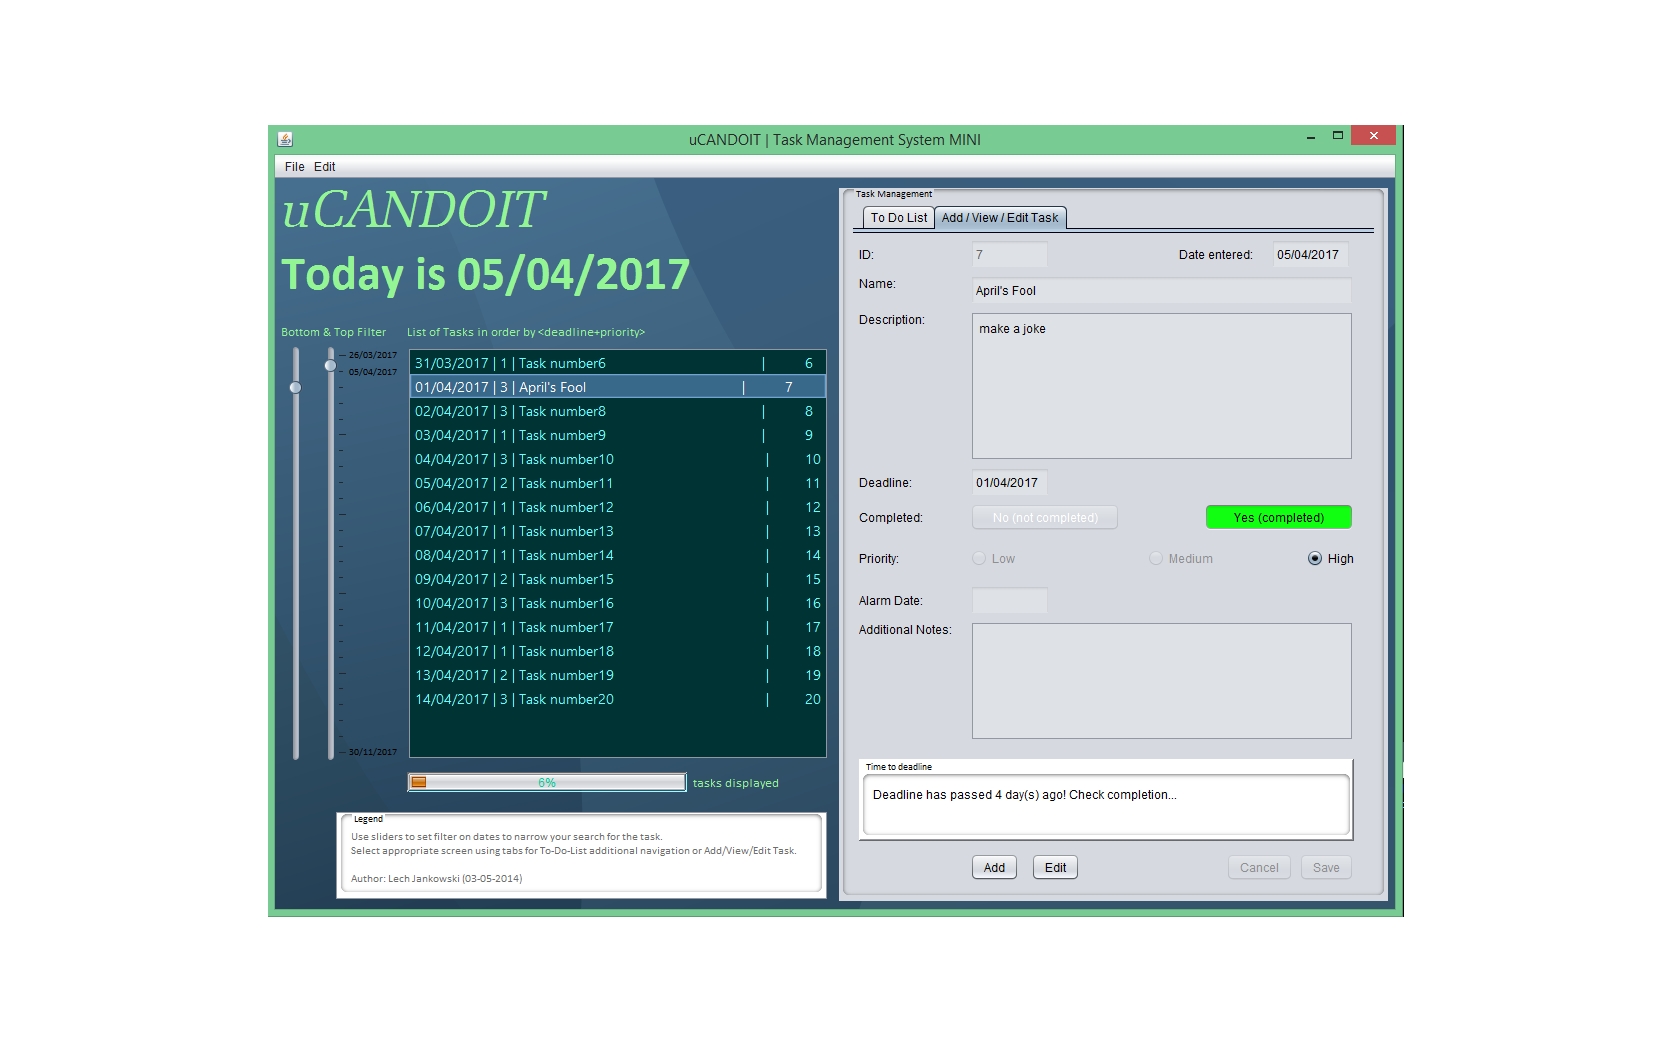 uCANDOIT | Task Management System MINI
File Edit
uCANDOIT
Today is 05/04/2017
Bottom & Top Filter
26/03/2017
05/04/2017
30/11/2017
List of Tasks in order by <deadline+priority>
31/03/2017 | 1 | Task number6 | 6
01/04/2017 | 3 | April's Fool | 7
02/04/2017 | 3 | Task number8 | 8
03/04/2017 | 1 | Task number9 | 9
04/04/2017 | 3 | Task number10 | 10
05/04/2017 | 2 | Task number11 | 11
06/04/2017 | 1 | Task number12 | 12
07/04/2017 | 1 | Task number13 | 13
08/04/2017 | 1 | Task number14 | 14
09/04/2017 | 2 | Task number15 | 15
10/04/2017 | 3 | Task number16 | 16
11/04/2017 | 1 | Task number17 | 17
12/04/2017 | 1 | Task number18 | 18
13/04/2017 | 2 | Task number19 | 19
14/04/2017 | 3 | Task number20 | 20
6% tasks displayed
Legend
Use sliders to set filter on dates to narrow your search for the task.
Select appropriate screen using tabs for To-Do-List additional navigation or Add/View/Edit Task.
Author: Lech Jankowski (03-05-2014)
Task Management
To Do List Add / View / Edit Task
ID: 7 Date entered: 05/04/2017
Name: April's Fool
Description: make a joke
Deadline: 01/04/2017
Completed: No (not completed) Yes (completed)
Priority: Low Medium High
Alarm Date:
Additional Notes:
Time to deadline
Deadline has passed 4 day(s) ago! Check completion...
Add Edit Cancel Save